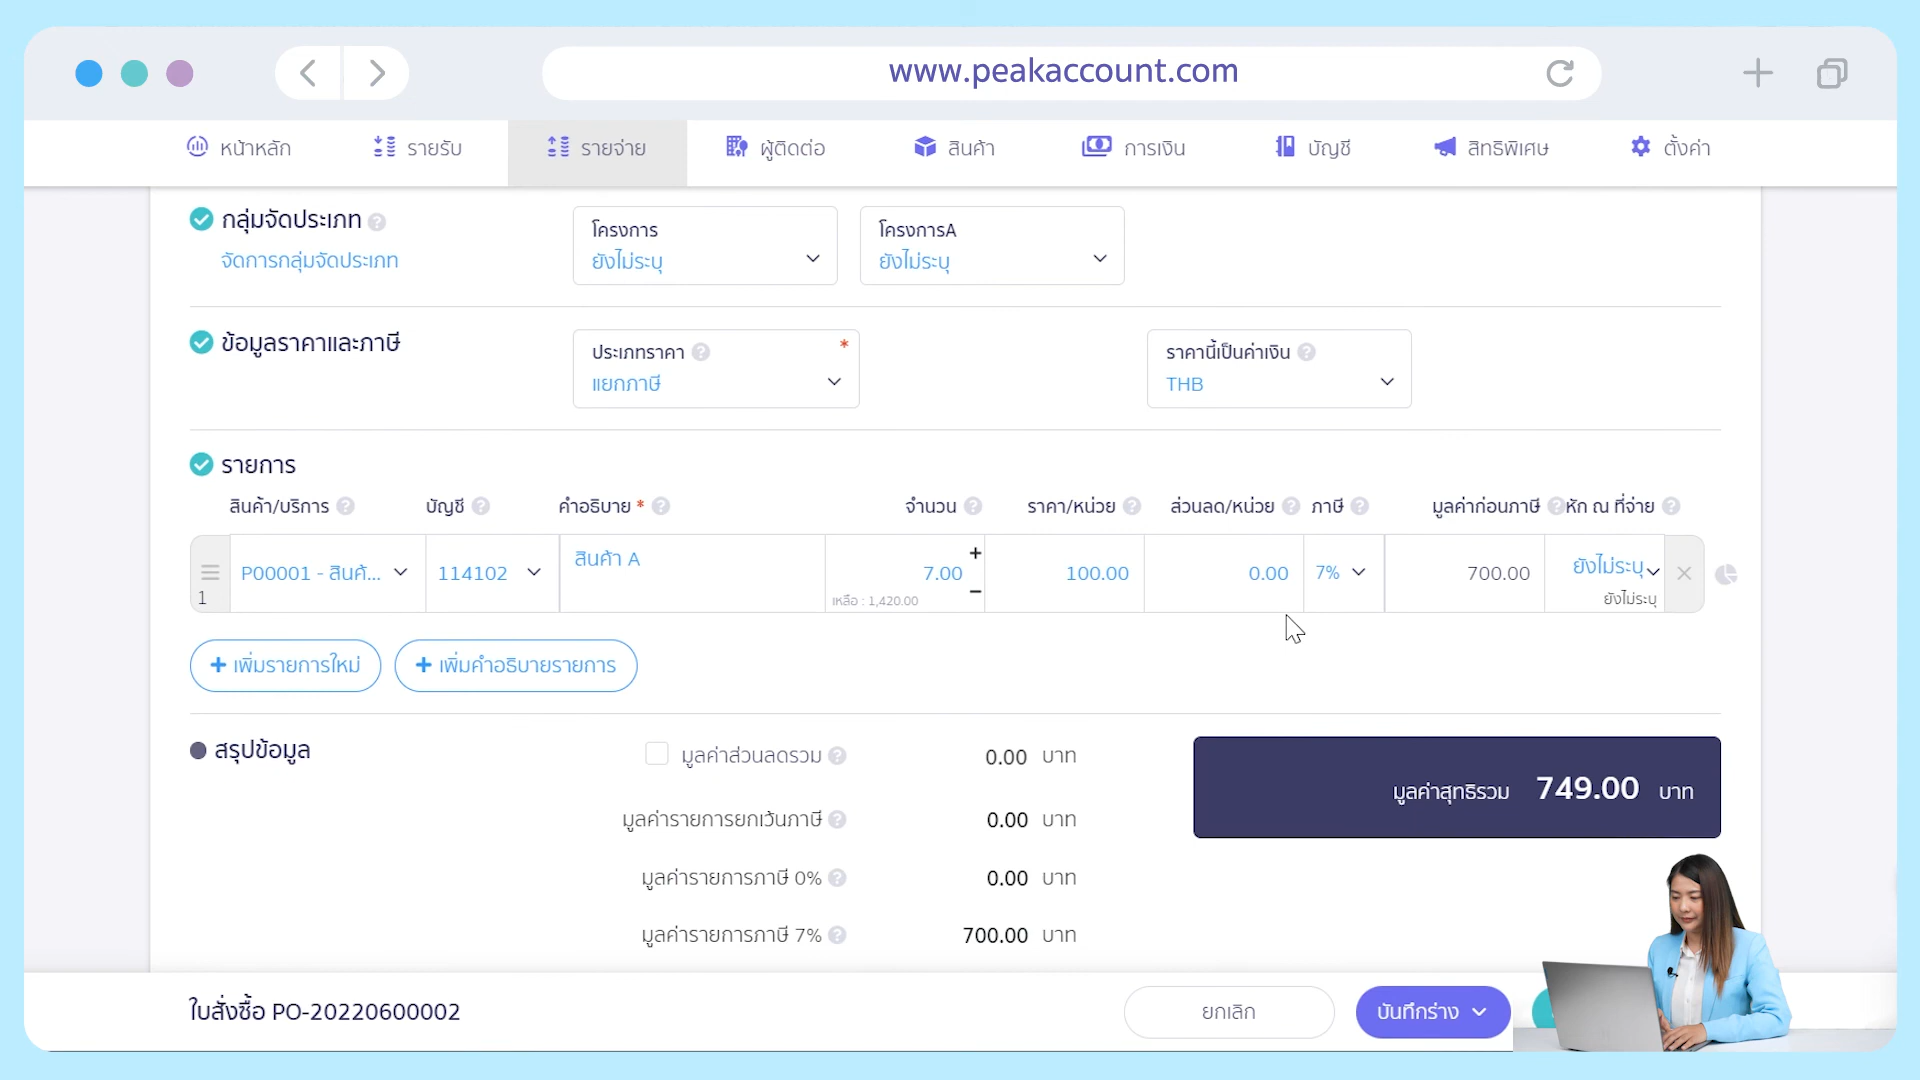 www.peakaccount.com
หน้าหลัก รายรับ รายจ่าย ผู้ติดต่อ สินค้า การเงิน บัญชี สิทธิพิเศษ ตั้งค่า
กลุ่มจัดประเภท
จัดการกลุ่มจัดประเภท
โครงการ
ยังไม่ระบุ
โครงการA
ยังไม่ระบุ
ข้อมูลราคาและภาษี
ประเภทราคา *
แยกภาษี
ราคานี้เป็นค่าเงิน
THB
รายการ
สินค้า/บริการ บัญชี คำอธิบาย * จำนวน ราคา/หน่วย ส่วนลด/หน่วย ภาษี มูลค่าก่อนภาษี หัก ณ ที่จ่าย
1 P00001 - สินค้... 114102 สินค้า A 7.00 100.00 0.00 7% 700.00 ยังไม่ระบุ
เหลือ : 1,420.00 ยังไม่ระบุ
+ เพิ่มรายการใหม่ + เพิ่มคำอธิบายรายการ
สรุปข้อมูล
มูลค่าส่วนลดรวม 0.00 บาท
มูลค่าสุทธิรวม 749.00 บาท
มูลค่ารายการยกเว้นภาษี 0.00 บาท
มูลค่ารายการภาษี 0% 0.00 บาท
มูลค่ารายการภาษี 7% 700.00 บาท
ใบสั่งซื้อ PO-20220600002
ยกเลิก
บันทึกร่าง